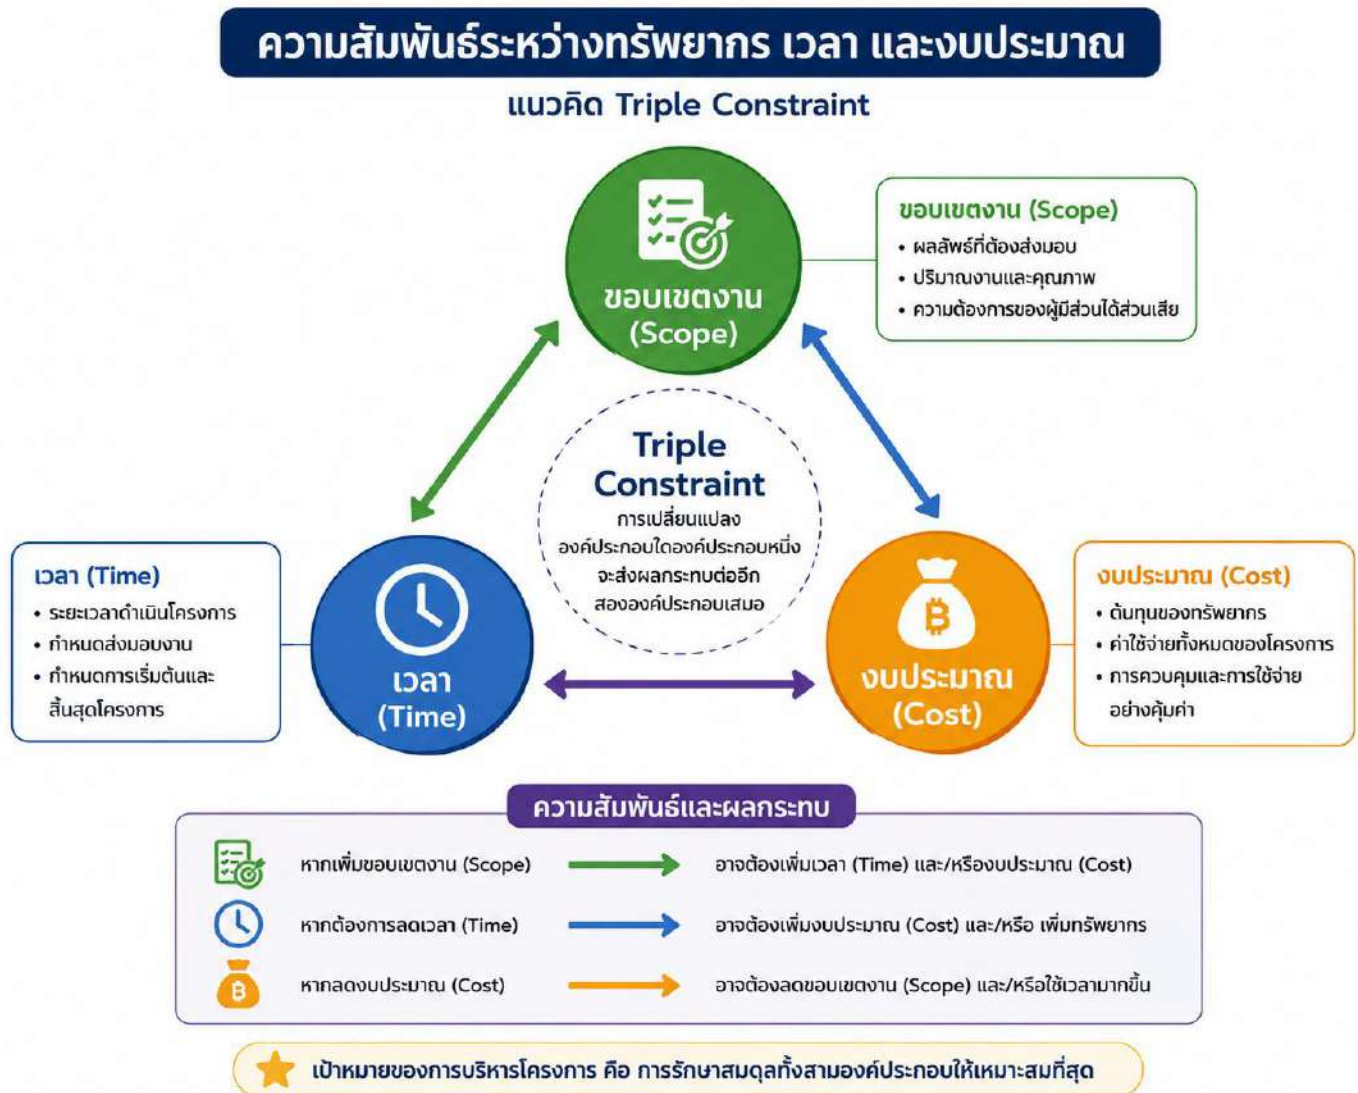 ความสัมพันธ์ระหว่างทรัพยากร เวลา และงบประมาณ
แนวคิด Triple Constraint
ขอบเขตงาน
(Scope)
ขอบเขตงาน (Scope)
• ผลลัพธ์ที่ต้องส่งมอบ
• ปริมาณงานและคุณภาพ
• ความต้องการของผู้มีส่วนได้ส่วนเสีย
Triple
Constraint
การเปลี่ยนแปลง
องค์ประกอบใดองค์ประกอบหนึ่ง
จะส่งผลกระทบต่ออีก
สององค์ประกอบเสมอ
เวลา (Time)
• ระยะเวลาดำเนินโครงการ
• กำหนดส่งมอบงาน
• กำหนดการเริ่มต้นและ
สิ้นสุดโครงการ
เวลา
(Time)
฿
งบประมาณ
(Cost)
งบประมาณ (Cost)
• ต้นทุนของทรัพยากร
• ค่าใช้จ่ายทั้งหมดของโครงการ
• การควบคุมและการใช้จ่าย
อย่างคุ้มค่า
ความสัมพันธ์และผลกระทบ
หากเพิ่มขอบเขตงาน (Scope) อาจต้องเพิ่มเวลา (Time) และ/หรืองบประมาณ (Cost)
หากต้องการลดเวลา (Time) อาจต้องเพิ่มงบประมาณ (Cost) และ/หรือ เพิ่มทรัพยากร
฿ หากลดงบประมาณ (Cost) อาจต้องลดขอบเขตงาน (Scope) และ/หรือใช้เวลามากขึ้น
เป้าหมายของการบริหารโครงการ คือ การรักษาสมดุลทั้งสามองค์ประกอบให้เหมาะสมที่สุด